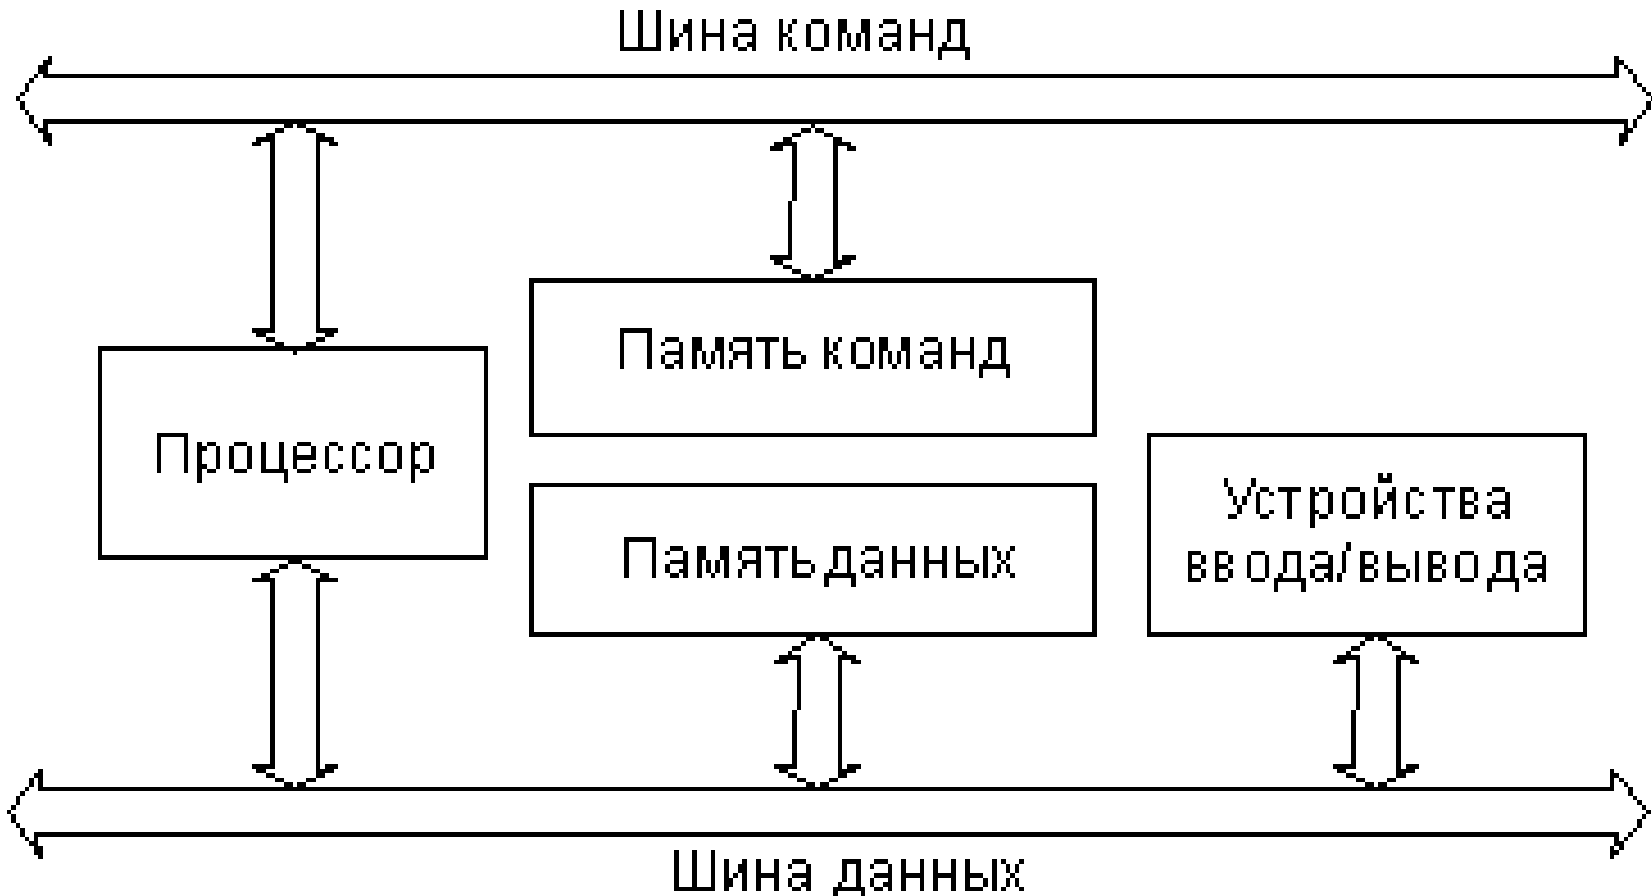 Шина команд
Память команд
Процессор
Память данных
Устройства
ввода/вывода
Шина данных